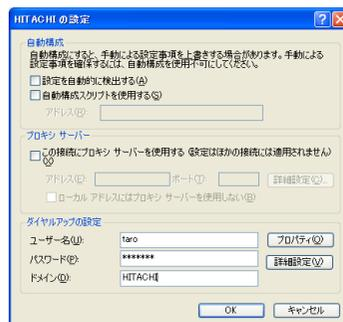 HITACHI の設定
自動構成
自動構成にすると、手動による設定事項を上書きする場合があります。手動による
設定事項を確保するには、自動構成を使用不可にしてください。
設定を自動的に検出する(A)
自動構成スクリプトを使用する(S)
アドレス(R):
プロキシ サーバー
この接続にプロキシ サーバーを使用する (設定はほかの接続には適用されません)
(X)
アドレス(E): ポート(T): 詳細設定(C)...
ローカル アドレスにはプロキシ サーバーを使用しない(B)
ダイヤルアップの設定
ユーザー名(U): taro プロパティ(O)
パスワード(P): ******* 詳細設定(V)
ドメイン(D): HITACHI
OK キャンセル